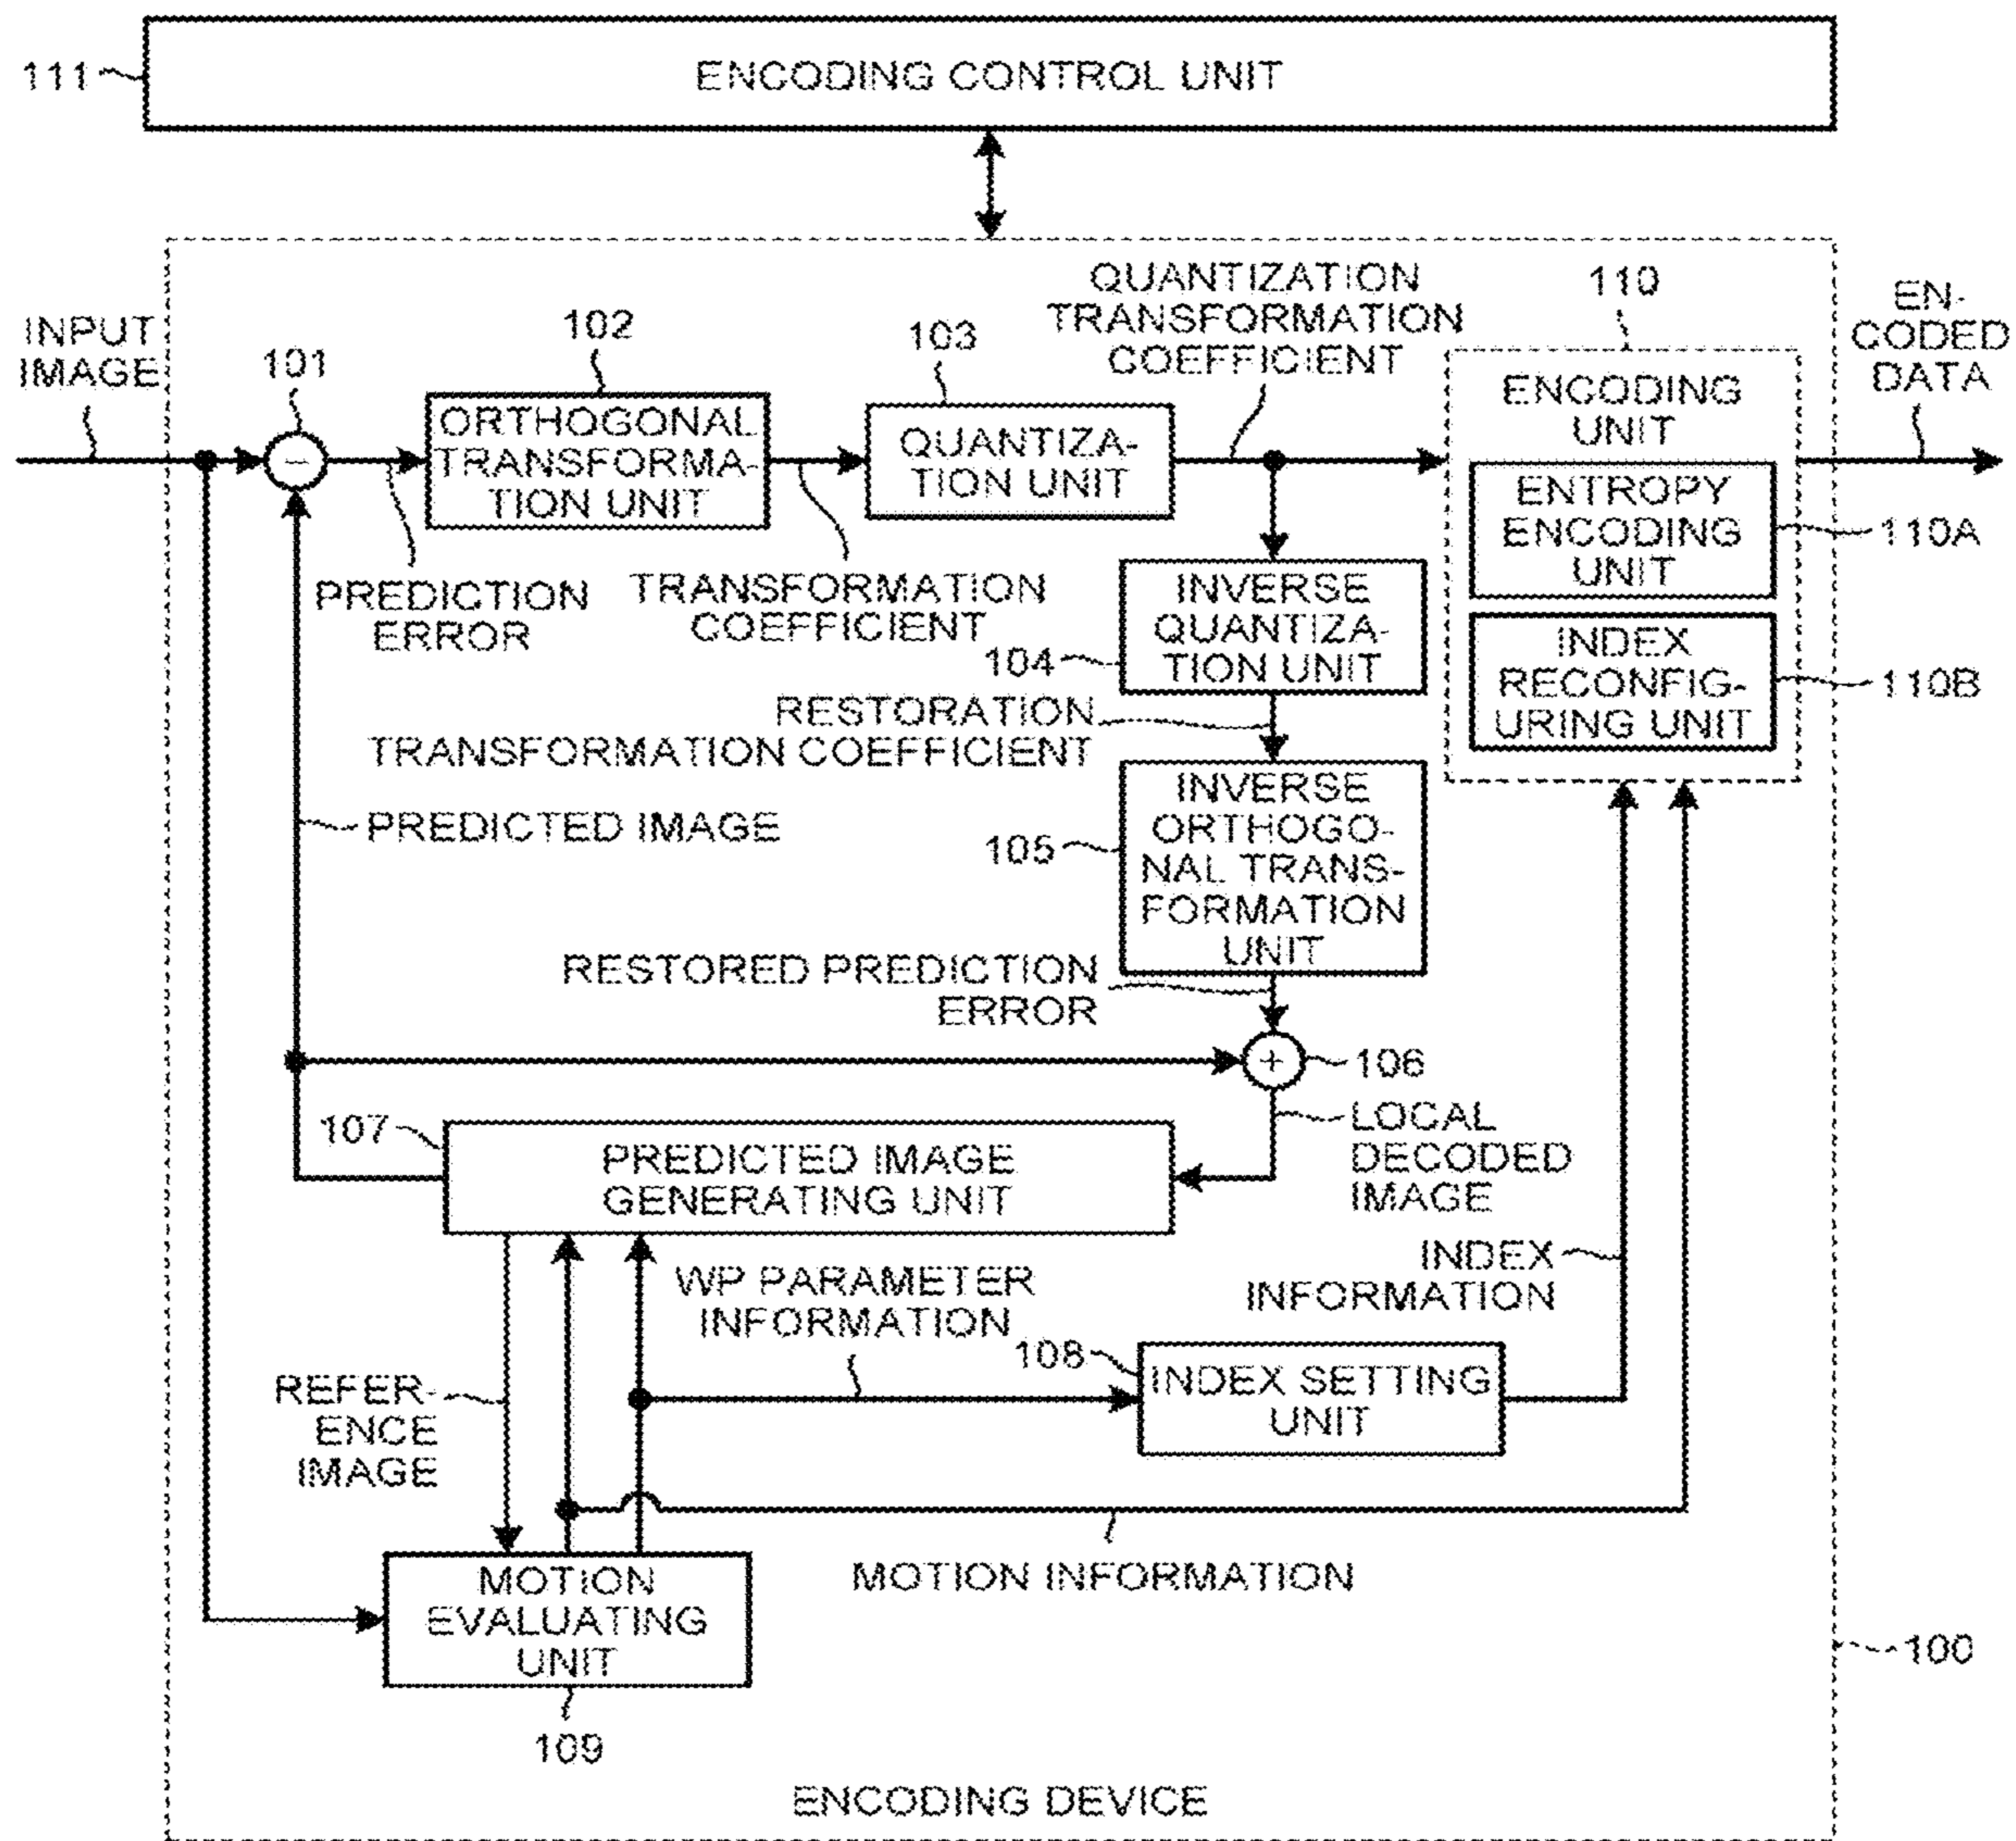 111
ENCODING CONTROL UNIT
INPUT
IMAGE
101
102
103
QUANTIZATION
TRANSFORMATION
COEFFICIENT
110
EN-
CODED
DATA
−
ORTHOGONAL
TRANSFORMA-
TION UNIT
QUANTIZA-
TION UNIT
ENCODING
UNIT
ENTROPY
ENCODING
UNIT
110A
INDEX
RECONFIG-
URING UNIT
110B
PREDICTION
ERROR
TRANSFORMATION
COEFFICIENT
104
INVERSE
QUANTIZA-
TION UNIT
RESTORATION
TRANSFORMATION COEFFICIENT
PREDICTED IMAGE
105
INVERSE
ORTHOGO-
NAL TRANS-
FORMATION
UNIT
RESTORED PREDICTION
ERROR
+
106
LOCAL
DECODED
IMAGE
107
PREDICTED IMAGE
GENERATING UNIT
WP PARAMETER
INFORMATION
INDEX
INFORMATION
108
INDEX SETTING
UNIT
REFER-
ENCE
IMAGE
MOTION INFORMATION
MOTION
EVALUATING
UNIT
109
100
ENCODING DEVICE